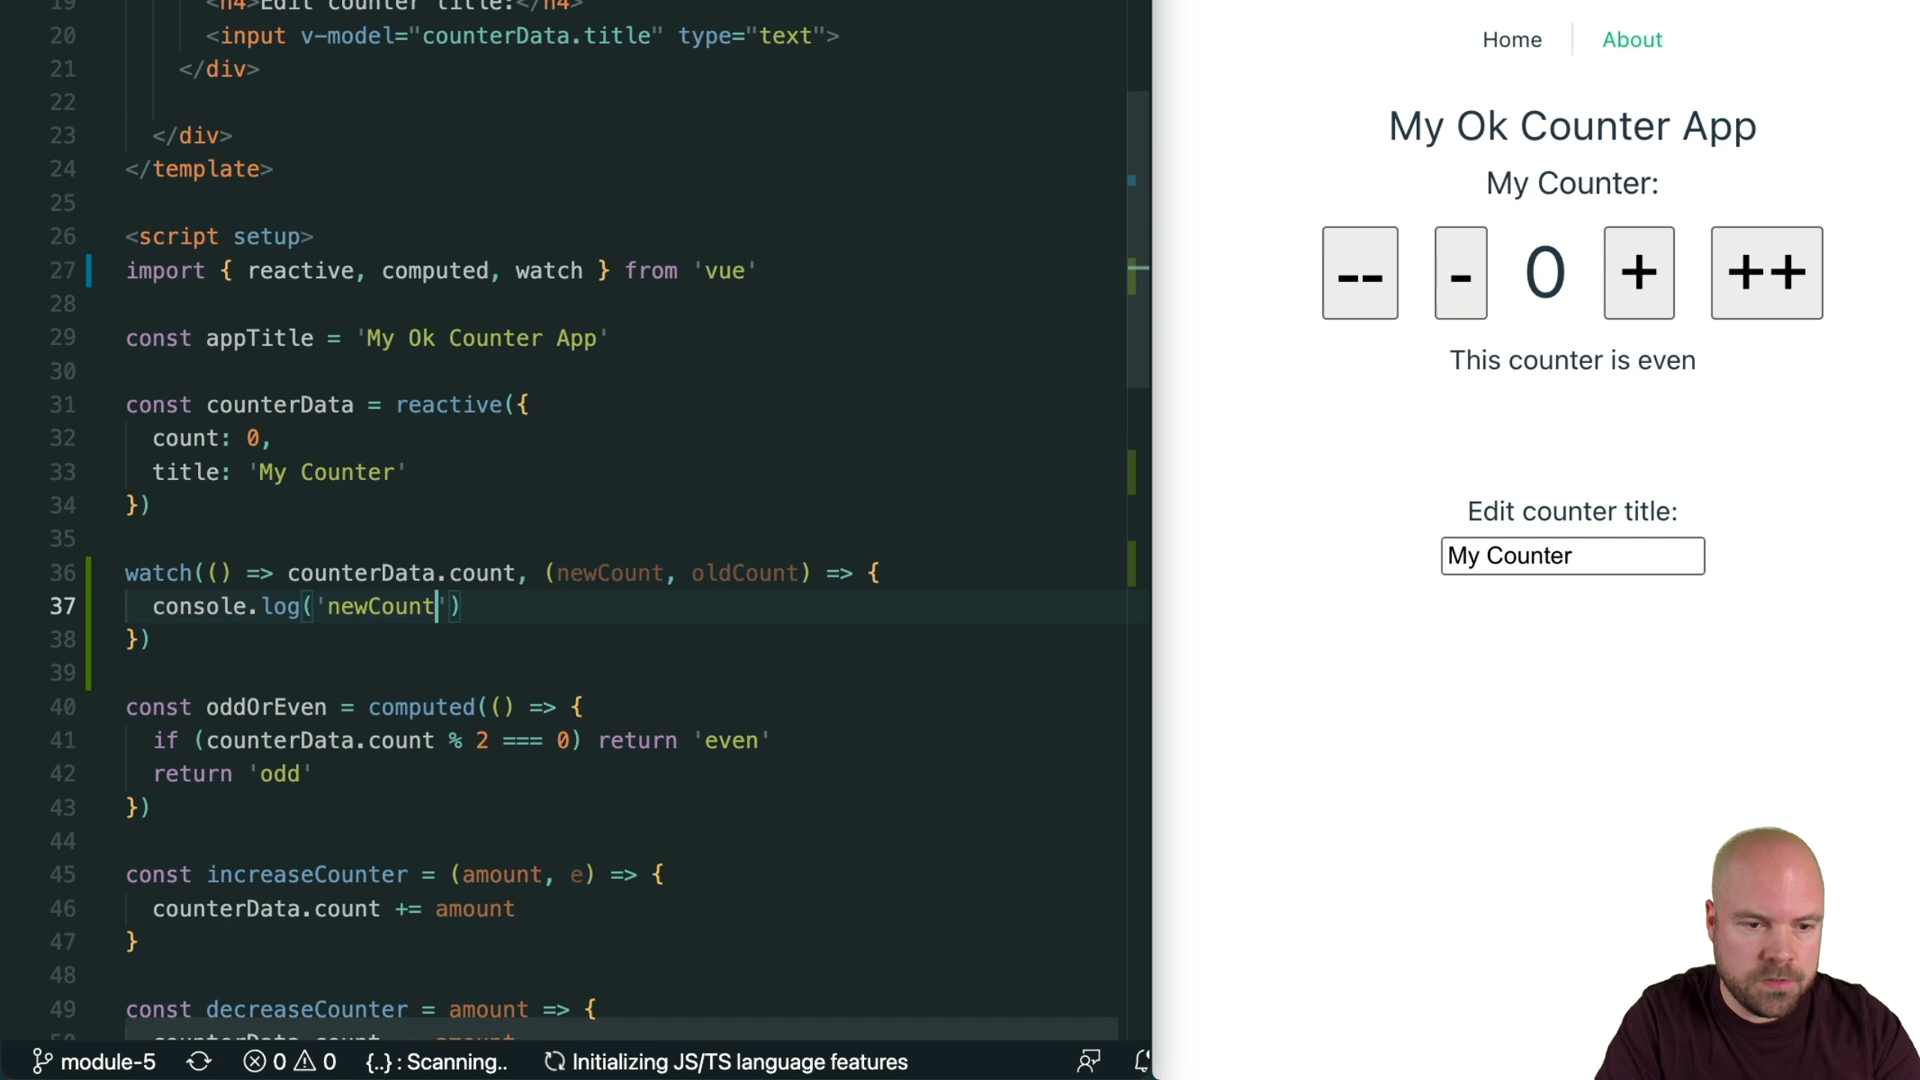 19 <h4>Edit counter title:</h4>
20 <input v-model="counterData.title" type="text">
21 </div>
22
23 </div>
24 </template>
25
26 <script setup>
27 import { reactive, computed, watch } from 'vue'
28
29 const appTitle = 'My Ok Counter App'
30
31 const counterData = reactive({
32 count: 0,
33 title: 'My Counter'
34 })
35
36 watch(() => counterData.count, (newCount, oldCount) => {
37 console.log('newCount')
38 })
39
40 const oddOrEven = computed(() => {
41 if (counterData.count % 2 === 0) return 'even'
42 return 'odd'
43 })
44
45 const increaseCounter = (amount, e) => {
46 counterData.count += amount
47 }
48
49 const decreaseCounter = amount => {
module-5 0 0 {..} : Scanning.. Initializing JS/TS language features
Home About
My Ok Counter App
My Counter:
-- - 0 + ++
This counter is even
Edit counter title:
My Counter